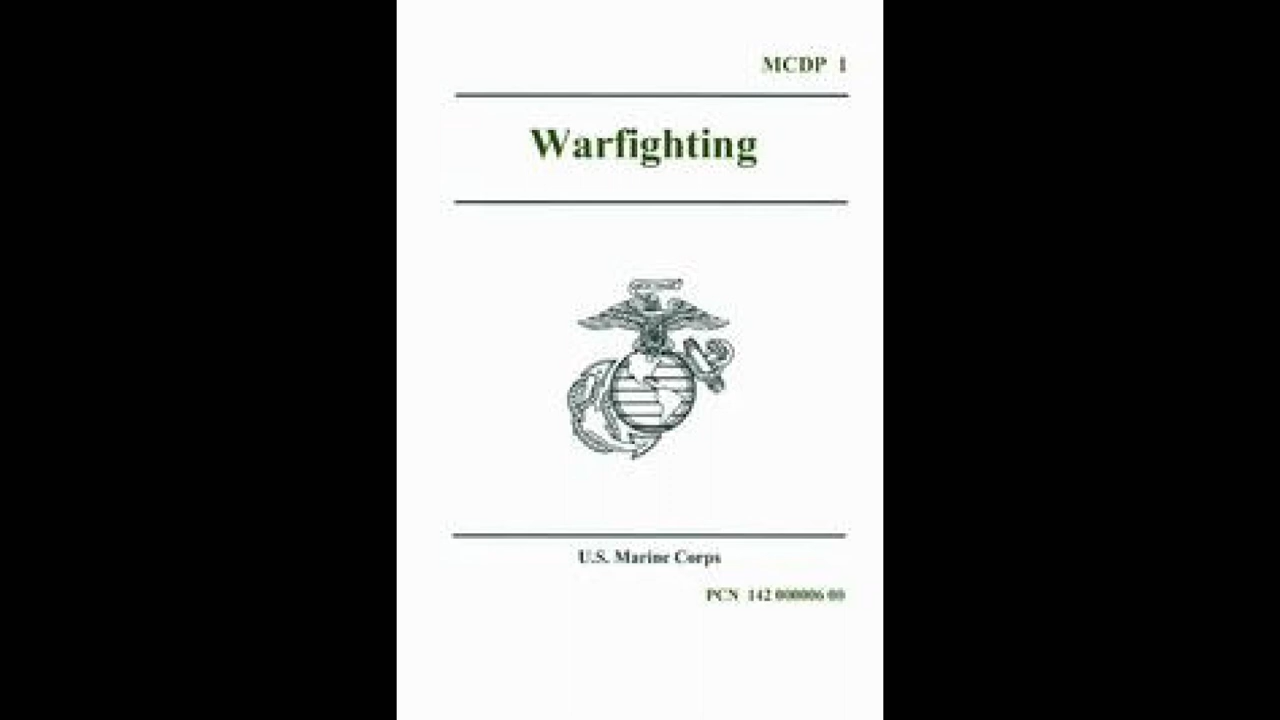 MCDP 1
Warfighting
U.S. Marine Corps
PCN 142 000006 00